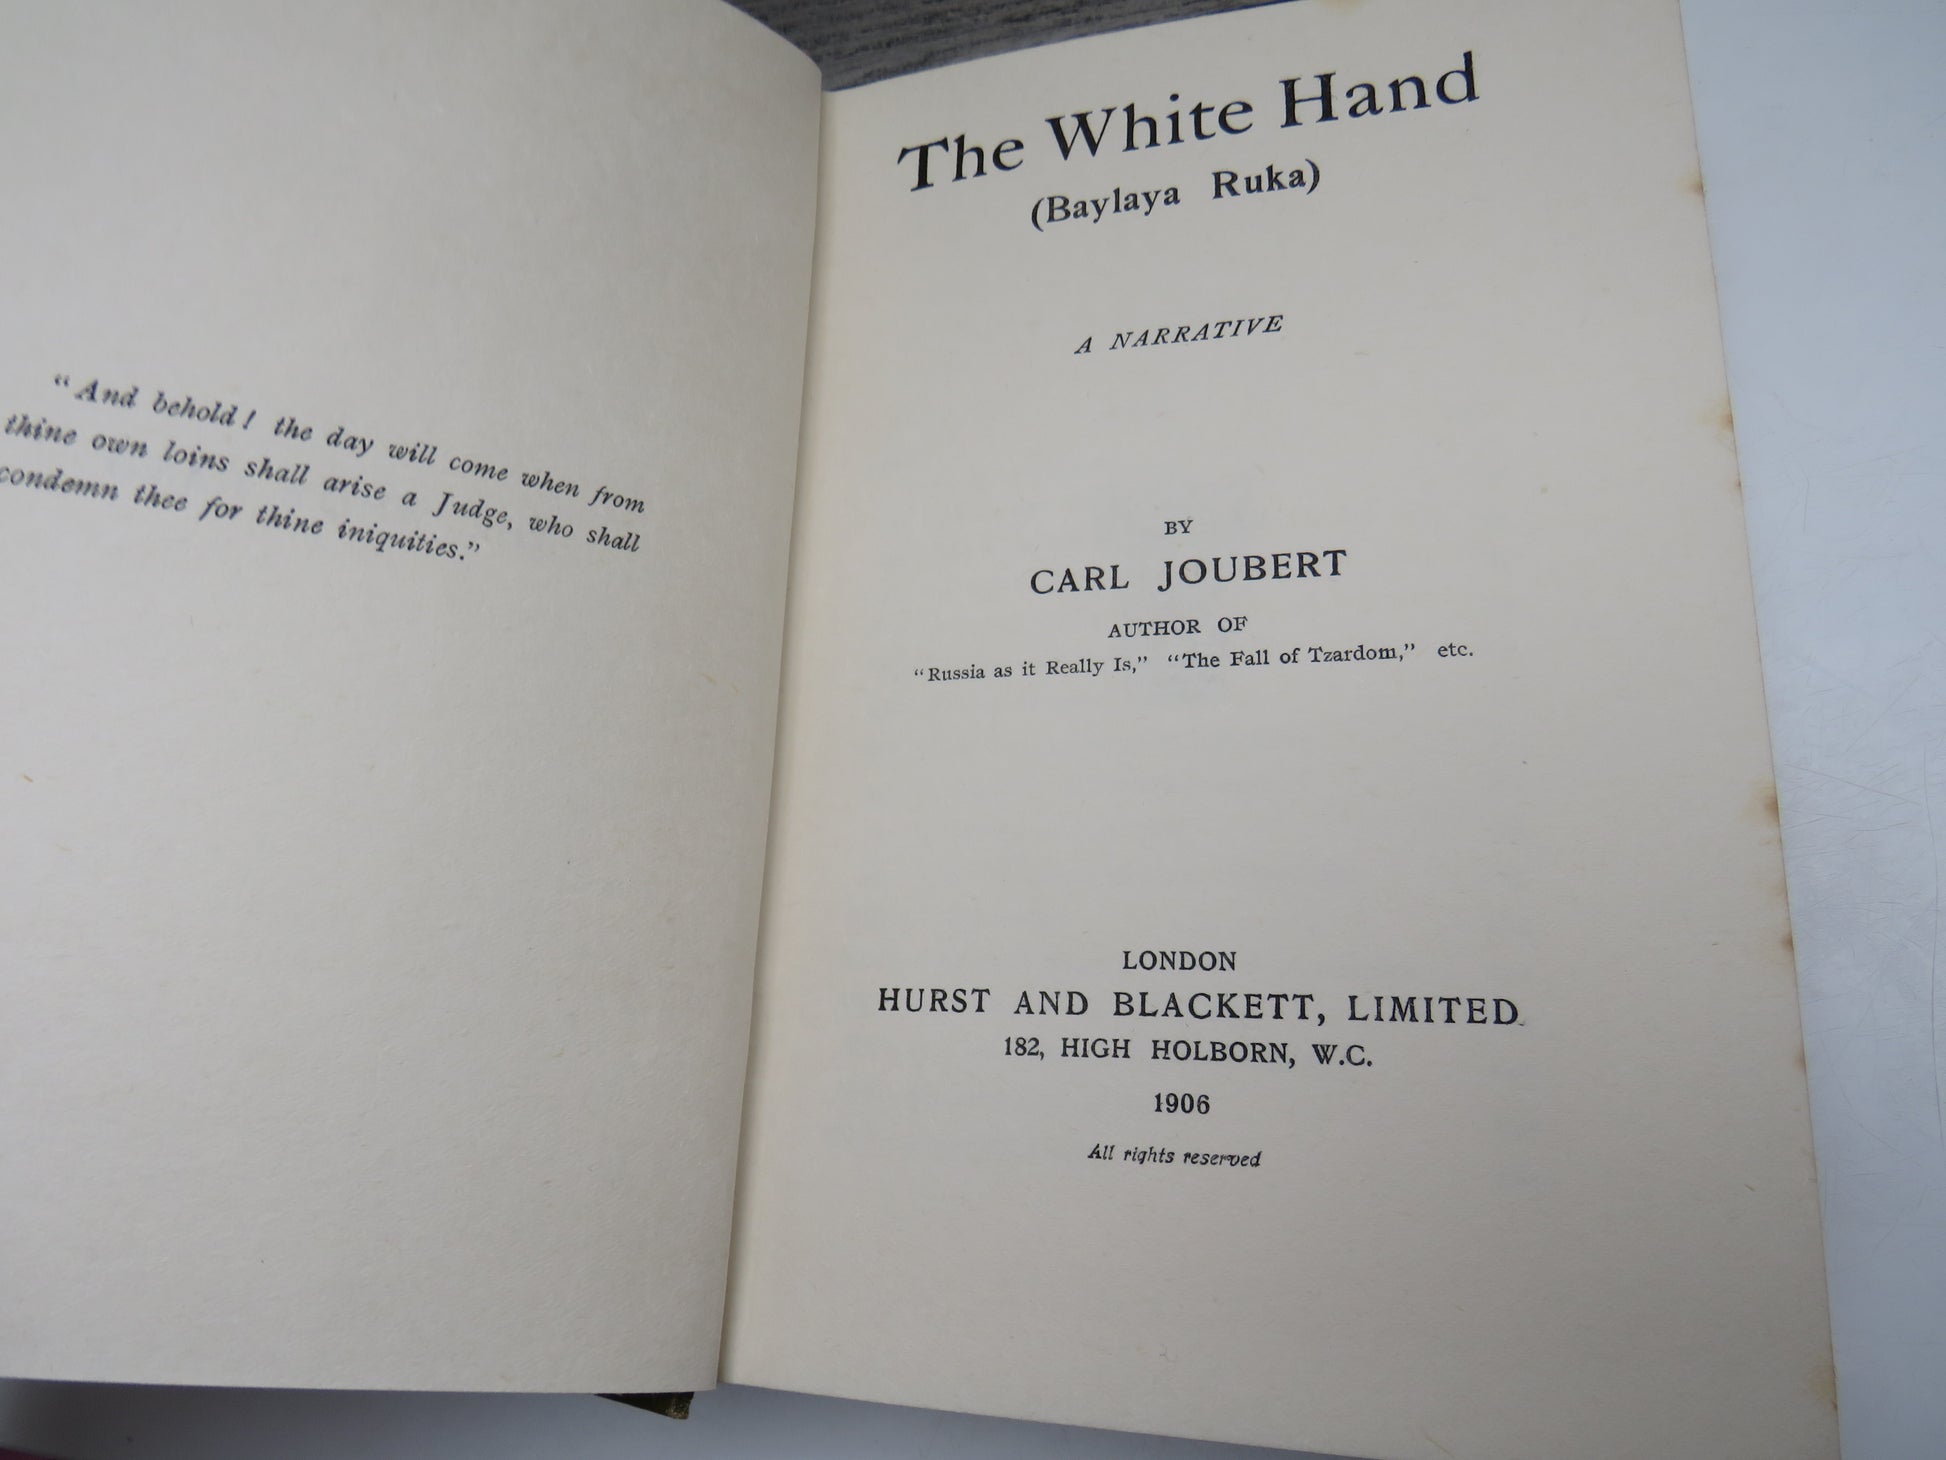 "And behold! the day will come when from
thine own loins shall arise a Judge, who shall
condemn thee for thine iniquities."
The White Hand
(Baylaya Ruka)
A NARRATIVE
BY
CARL JOUBERT
AUTHOR OF
"Russia as it Really Is," "The Fall of Tzardom," etc.
LONDON
HURST AND BLACKETT, LIMITED
182, HIGH HOLBORN, W.C.
1906
All rights reserved